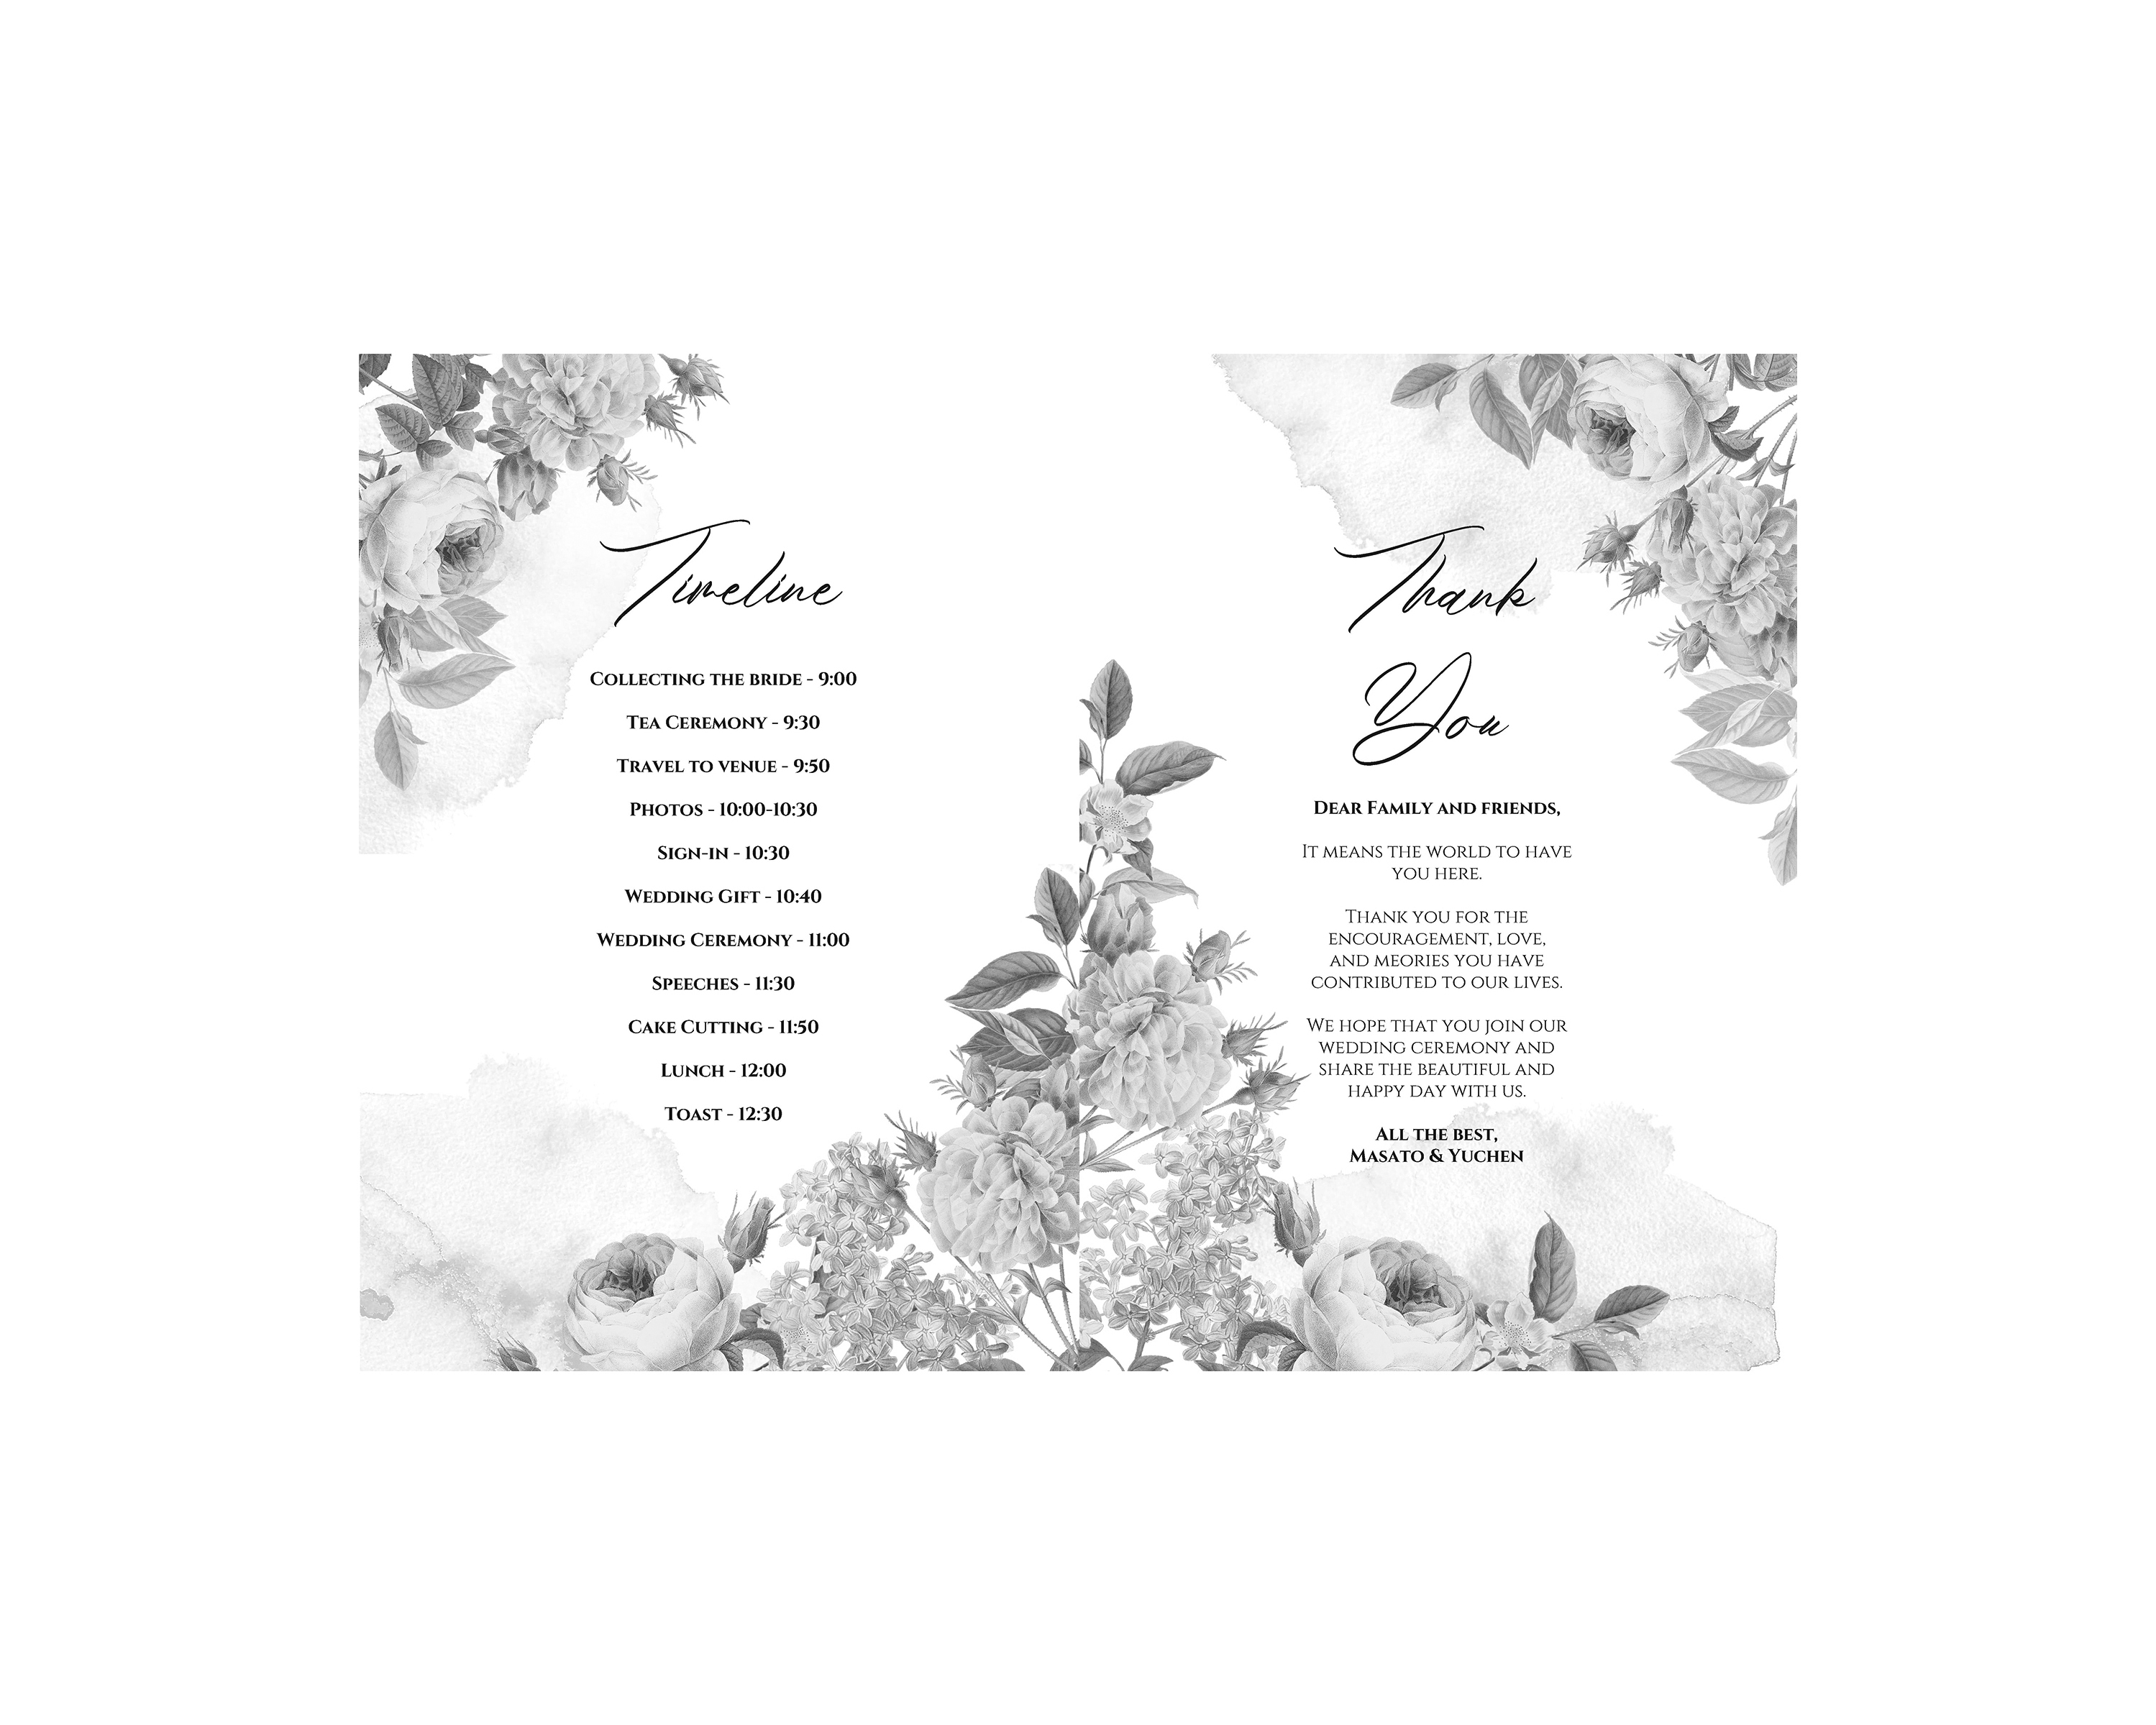 Timeline
Collecting the bride - 9:00
Tea Ceremony - 9:30
Travel to venue - 9:50
Photos - 10:00-10:30
Sign-in - 10:30
Wedding Gift - 10:40
Wedding Ceremony - 11:00
Speeches - 11:30
Cake Cutting - 11:50
Lunch - 12:00
Toast - 12:30
Thank
You
Dear Family and friends,
It means the world to have
you here.
Thank you for the
encouragement, love,
and meories you have
contributed to our lives.
We hope that you join our
wedding ceremony and
share the beautiful and
happy day with us.
All the best,
Masato & Yuchen